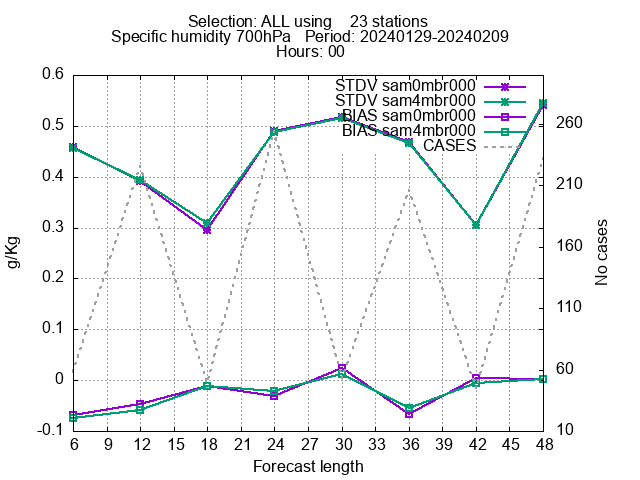 Selection: ALL using 23 stations
Specific humidity 700hPa Period: 20240129-20240209
Hours: 00
STDV sam0mbr000
STDV sam4mbr000
BIAS sam0mbr000
BIAS sam4mbr000
CASES
0.6
0.5
0.4
0.3
0.2
0.1
0
-0.1
g/Kg
260
210
160
110
60
10
No cases
6 9 12 15 18 21 24 27 30 33 36 39 42 45 48
Forecast length